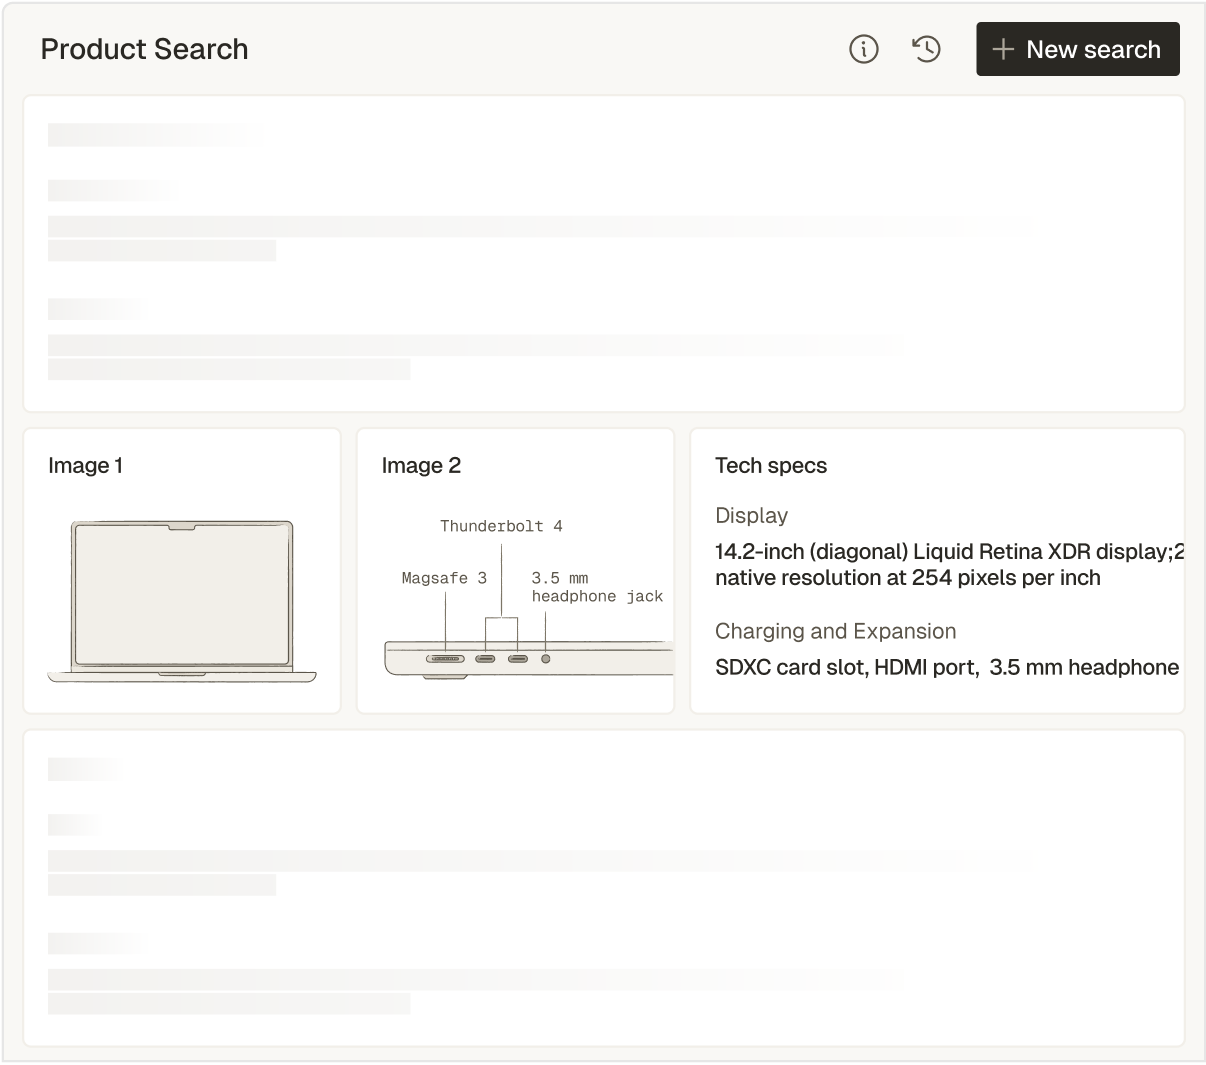 Product Search
New search
Image 1
Image 2
Thunderbolt 4
Magsafe 3
3.5 mm
headphone jack
Tech specs
Display
14.2-inch (diagonal) Liquid Retina XDR display;2
native resolution at 254 pixels per inch
Charging and Expansion
SDXC card slot, HDMI port, 3.5 mm headphone